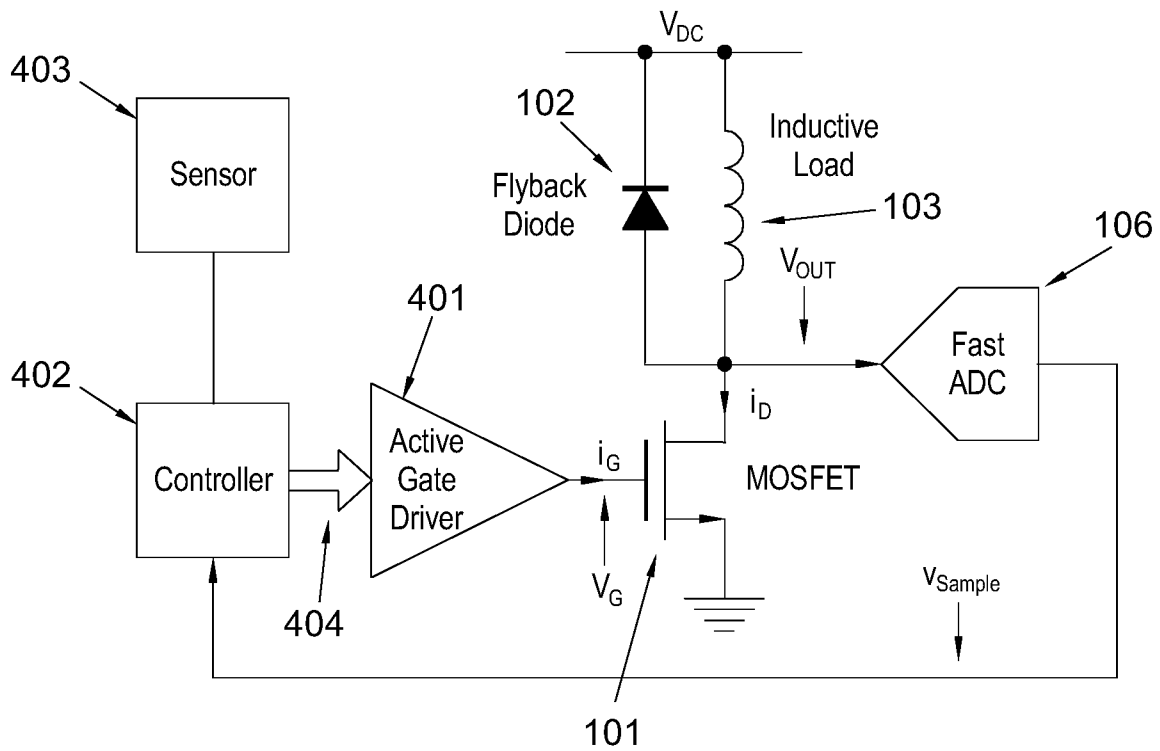 V_DC
403
102
Inductive
Load
Sensor
Flyback
Diode
103
106
V_OUT
401
Fast
ADC
402
i_D
Active
Gate
Driver
Controller
i_G
MOSFET
V_G
404
v_Sample
101